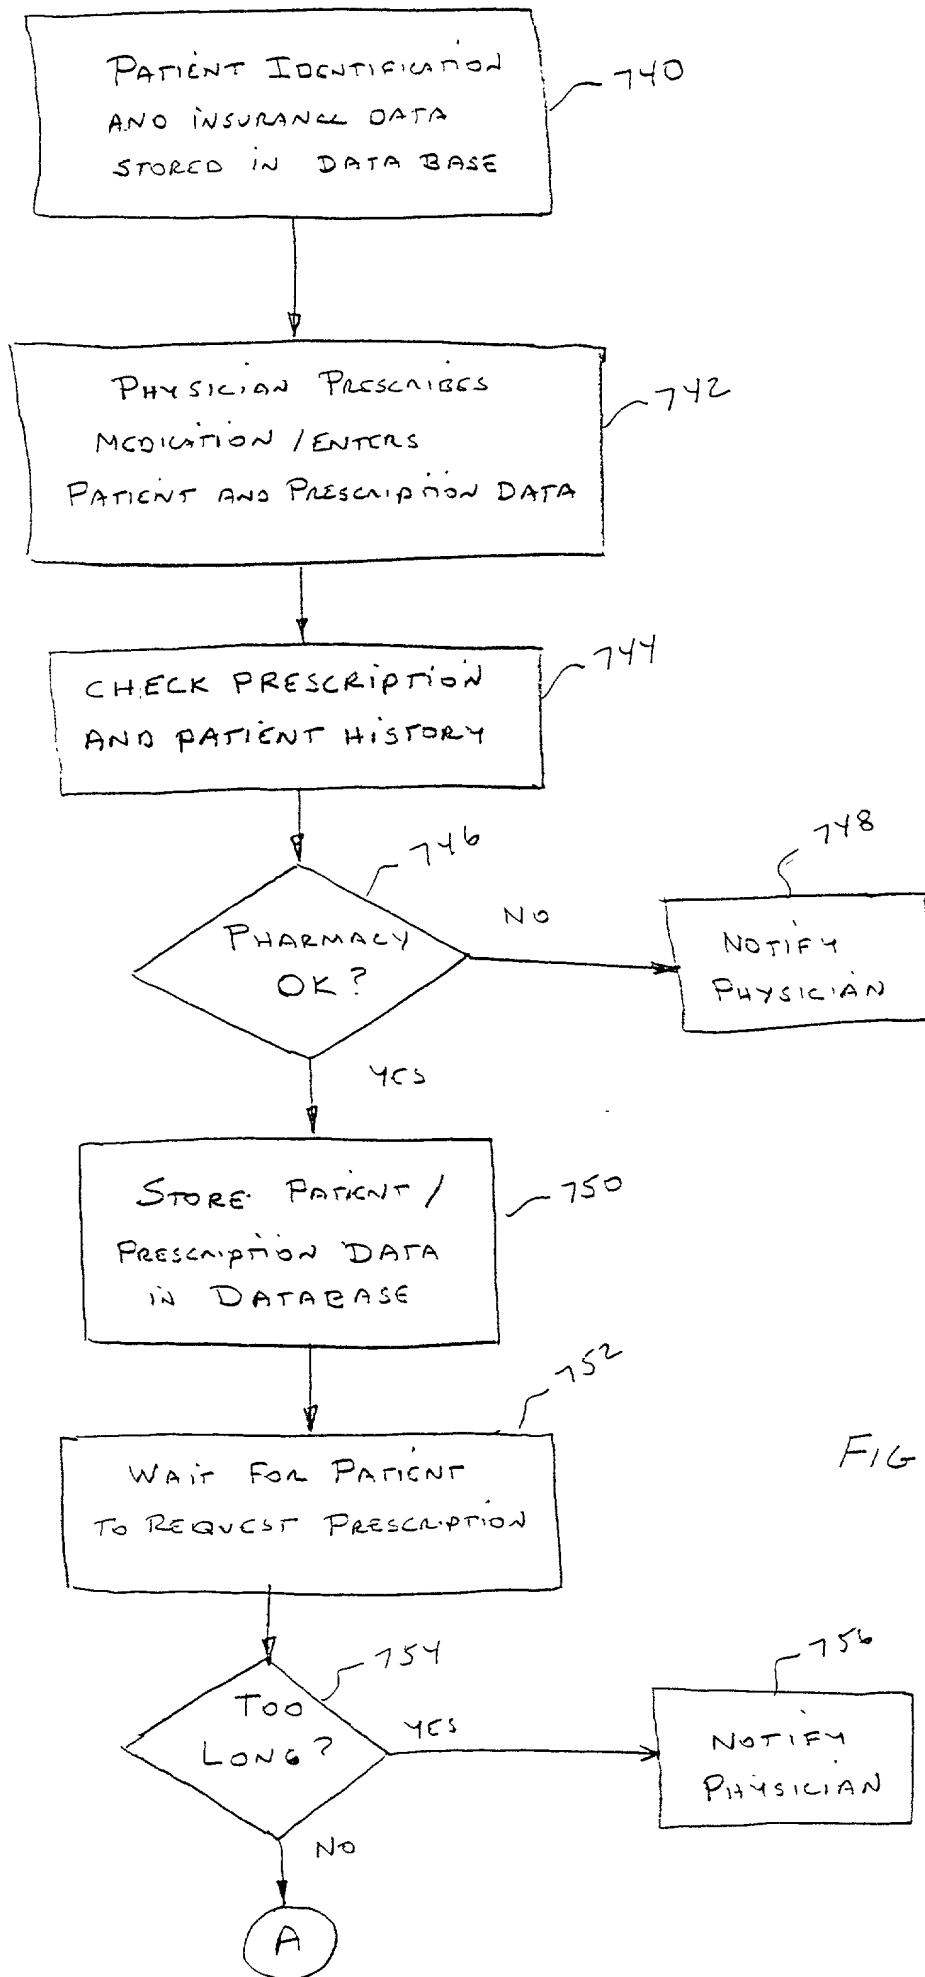 PATIENT IDENTIFICATION
AND INSURANCE DATA
STORED IN DATA BASE
740
PHYSICIAN PRESCRIBES
MEDICATION / ENTERS
PATIENT AND PRESCRIPTION DATA
742
CHECK PRESCRIPTION
AND PATIENT HISTORY
744
PHARMACY
OK?
746
NO
NOTIFY
PHYSICIAN
748
YES
STORE PATIENT /
PRESCRIPTION DATA
IN DATABASE
750
WAIT FOR PATIENT
TO REQUEST PRESCRIPTION
752
FIG
TOO
LONG?
754
YES
NOTIFY
PHYSICIAN
756
NO
A